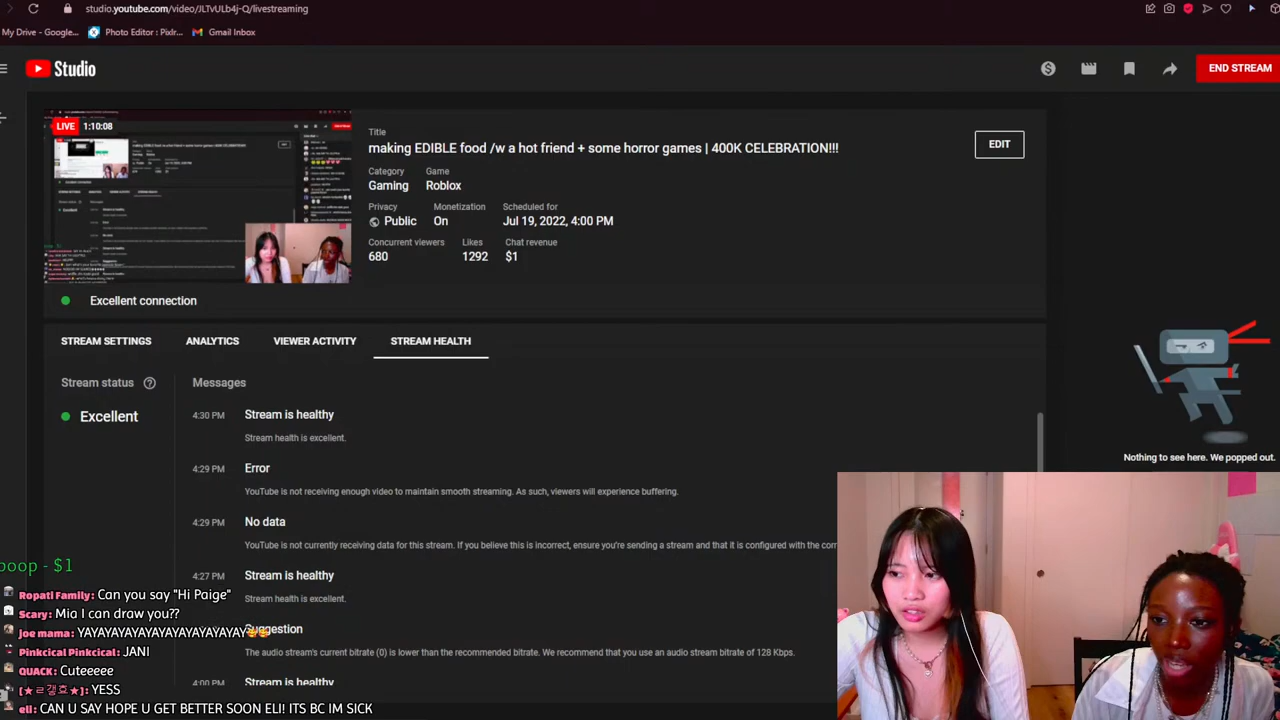 studio.youtube.com/video/JLTvULb4j-Q/livestreaming
My Drive - Google...
Photo Editor : Pixlr...
Gmail Inbox
Studio
END STREAM
LIVE 1:10:08
Title
making EDIBLE food /w a hot friend + some horror games | 400K CELEBRATION!!!
EDIT
Category Game
Gaming Roblox
Privacy Monetization Scheduled for
Public On Jul 19, 2022, 4:00 PM
Concurrent viewers Likes Chat revenue
680 1292 $1
Excellent connection
STREAM SETTINGS ANALYTICS VIEWER ACTIVITY STREAM HEALTH
Stream status
Messages
Excellent
4:30 PM Stream is healthy
Stream health is excellent.
4:29 PM Error
YouTube is not receiving enough video to maintain smooth streaming. As such, viewers will experience buffering.
4:29 PM No data
YouTube is not currently receiving data for this stream. If you believe this is incorrect, ensure you're sending a stream and that it is configured with the corr
4:27 PM Stream is healthy
Stream health is excellent.
Suggestion
The audio stream's current bitrate (0) is lower than the recommended bitrate. We recommend that you use an audio stream bitrate of 128 Kbps.
4:00 PM Stream is healthy
Nothing to see here. We popped out.
poop - $1
Ropati Family: Can you say "Hi Paige"
Scary: Mia I can draw you??
Joe mama: YAYAYAYAYAYAYAYAYAYAY🥰🥰
Pinkcical Pinkcical: JANI
QUACK: Cuteeeee
[★ㄹ갱흐★]: YESS
eli: CAN U SAY HOPE U GET BETTER SOON ELI! ITS BC IM SICK